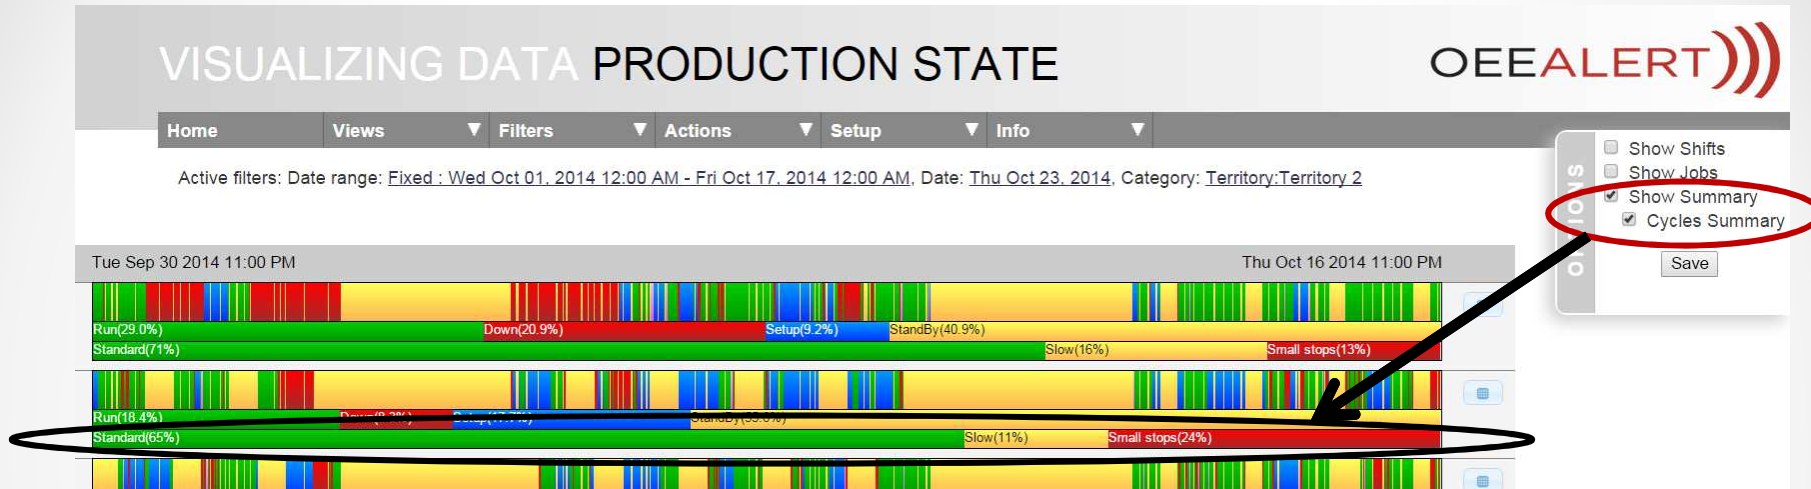 VISUALIZING DATA PRODUCTION STATE
OEEALERT
Home Views Filters Actions Setup Info
Active filters: Date range: Fixed : Wed Oct 01, 2014 12:00 AM - Fri Oct 17, 2014 12:00 AM, Date: Thu Oct 23, 2014, Category: Territory:Territory 2
OPTIONS
Show Shifts
Show Jobs
Show Summary
Cycles Summary
Save
Tue Sep 30 2014 11:00 PM Thu Oct 16 2014 11:00 PM
Run(29.0%) Down(20.9%) Setup(9.2%) StandBy(40.9%)
Standard(71%) Slow(16%) Small stops(13%)
Run(18.4%)
Standard(65%) Slow(11%) Small stops(24%)